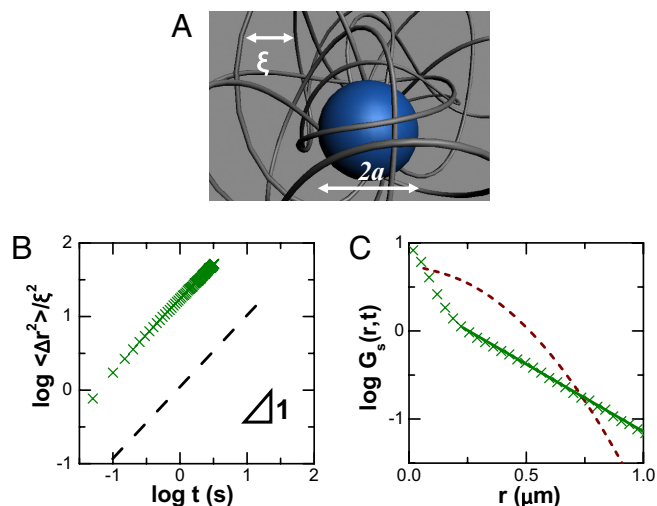 A
ξ
2a
B
C
log <Δr²>/ξ²
2
1
0
-1
-1
0
1
2
log t (s)
1
log Gₛ(r,t)
1
0
-1
0.0
0.5
1.0
r (μm)